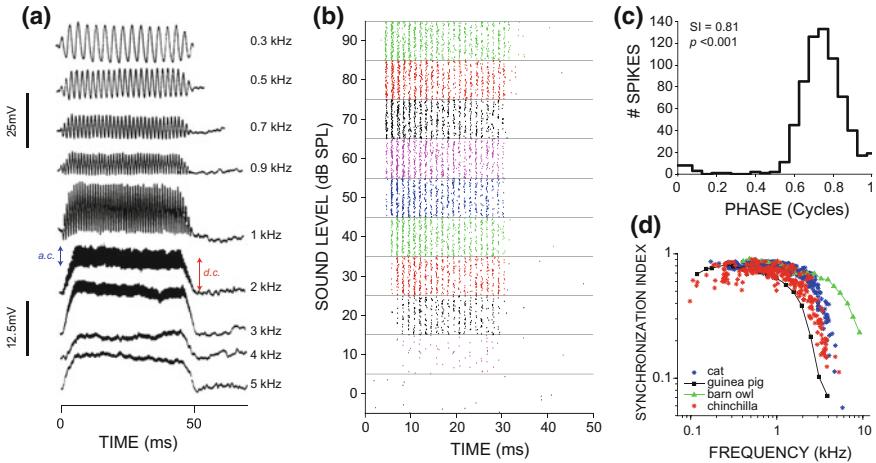 (a)
0.3 kHz
0.5 kHz
25mV
0.7 kHz
0.9 kHz
1 kHz
a.c.
d.c.
2 kHz
12.5mV
3 kHz
4 kHz
5 kHz
0 50
TIME (ms)
(b)
SOUND LEVEL (dB SPL)
90
80
70
60
50
40
30
20
10
0
0 10 20 30 40 50
TIME (ms)
(c)
# SPIKES
SI = 0.81
p <0.001
140
120
100
80
60
40
20
0
0 0.2 0.4 0.6 0.8 1
PHASE (Cycles)
(d)
SYNCHRONIZATION INDEX
1
0.1
cat
guinea pig
barn owl
chinchilla
0.1 1 10
FREQUENCY (kHz)